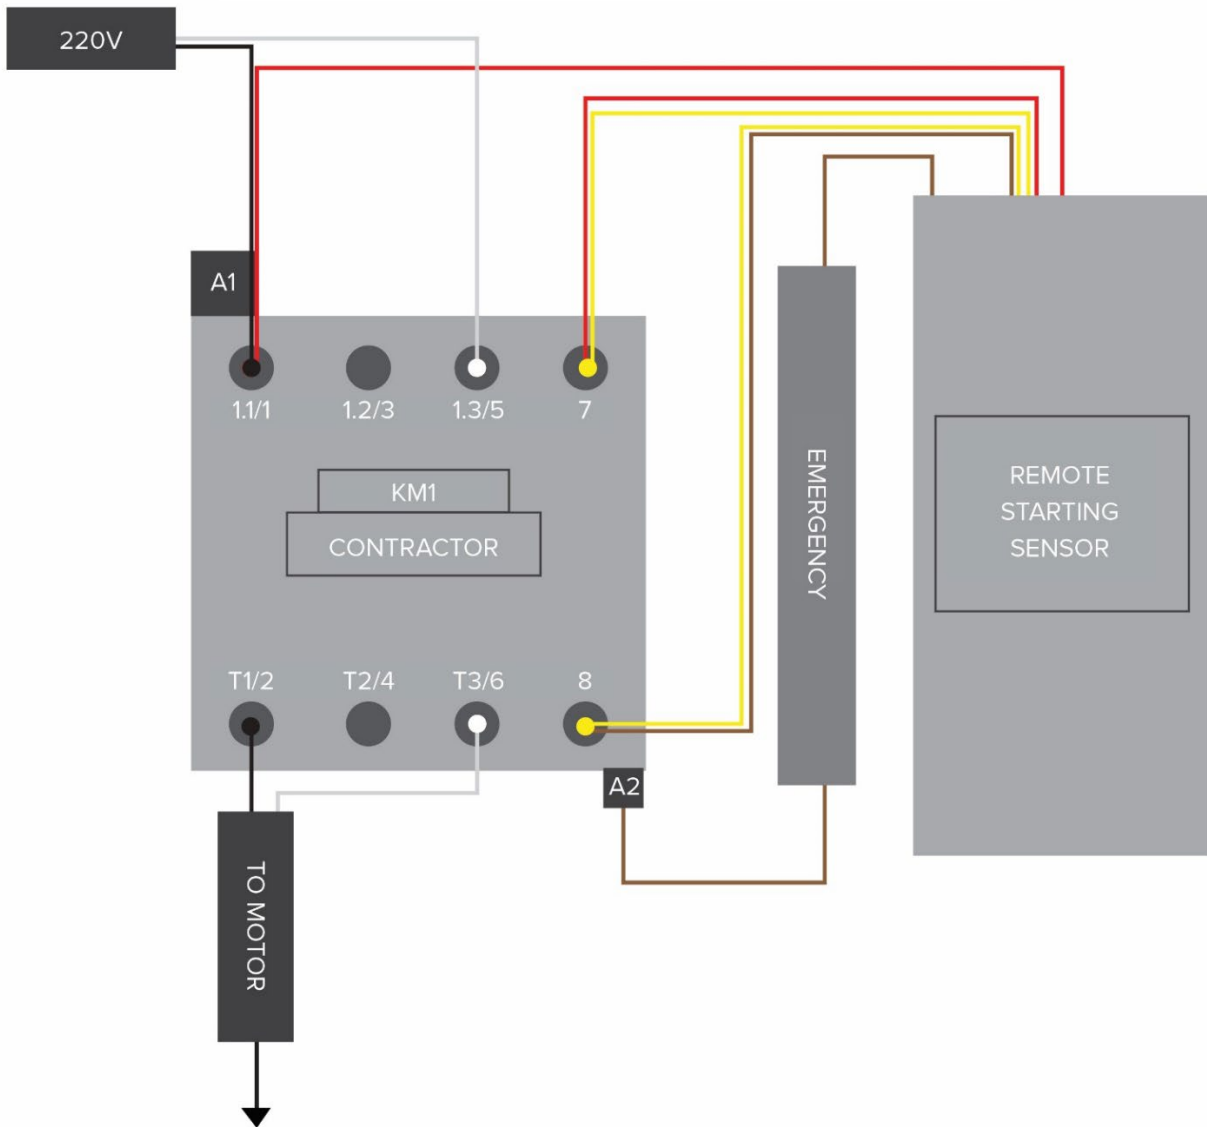 220V
A1
1.1/1
1.2/3
1.3/5
7
KM1
CONTRACTOR
T1/2
T2/4
T3/6
8
A2
TO MOTOR
EMERGENCY
REMOTE
STARTING
SENSOR